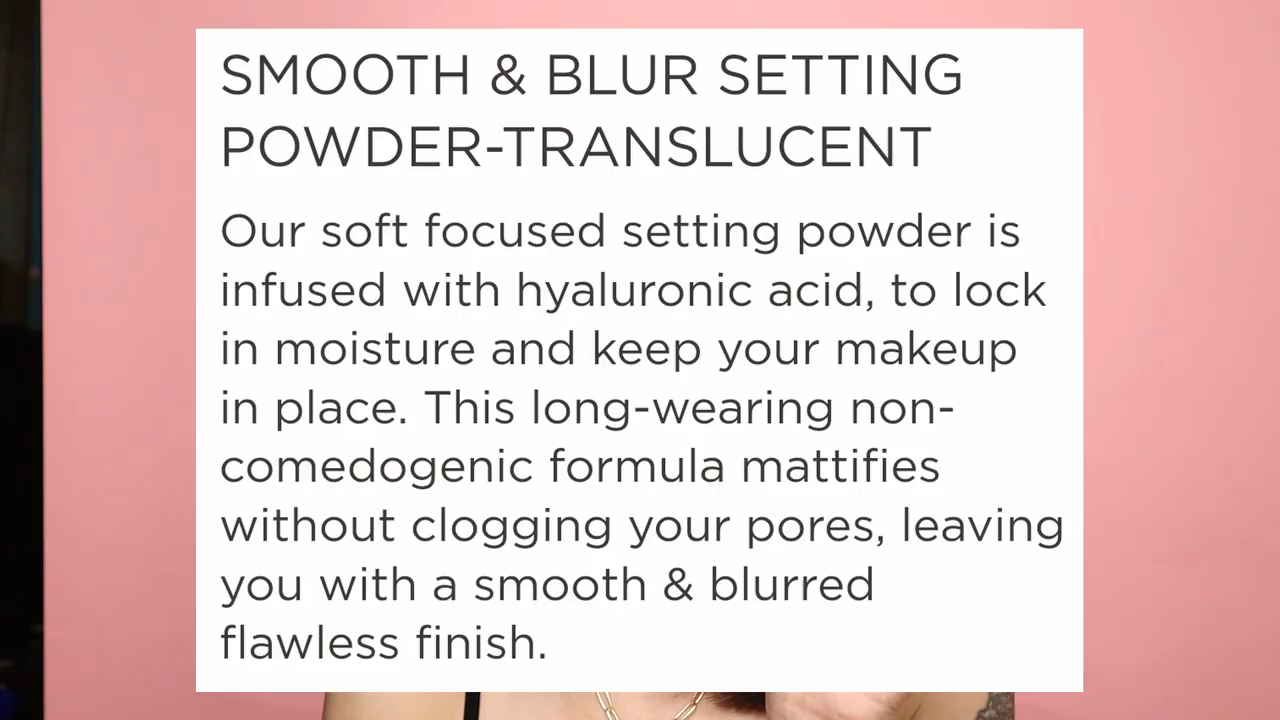 SMOOTH & BLUR SETTING
POWDER-TRANSLUCENT
Our soft focused setting powder is
infused with hyaluronic acid, to lock
in moisture and keep your makeup
in place. This long-wearing non-
comedogenic formula mattifies
without clogging your pores, leaving
you with a smooth & blurred
flawless finish.